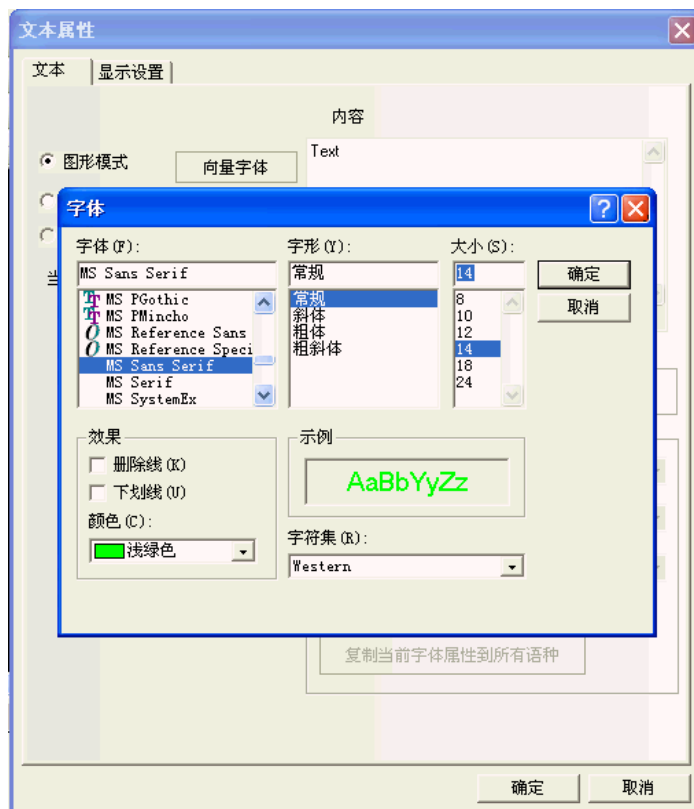 文本属性
文本
显示设置
内容
图形模式
向量字体
Text
字体
字体(F):
字形(Y):
大小(S):
MS Sans Serif
常规
14
确定
取消
MS PGothic
MS PMincho
MS Reference Sans
MS Reference Speci
MS Sans Serif
MS Serif
MS SystemEx
常规
斜体
粗体
粗斜体
8
10
12
14
18
24
效果
删除线(K)
下划线(U)
颜色(C):
浅绿色
示例
AaBbYyZz
字符集(R):
Western
复制当前字体属性到所有语种
确定
取消